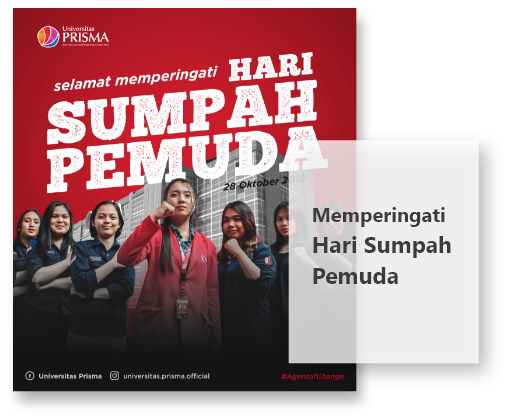 Universitas
PRISMA
selamat memperingati HARI
SUMPAH
PEMUDA
28 Oktober
Memperingati
Hari Sumpah
Pemuda
Universitas Prisma
universitas.prisma.official
#AgentofChange